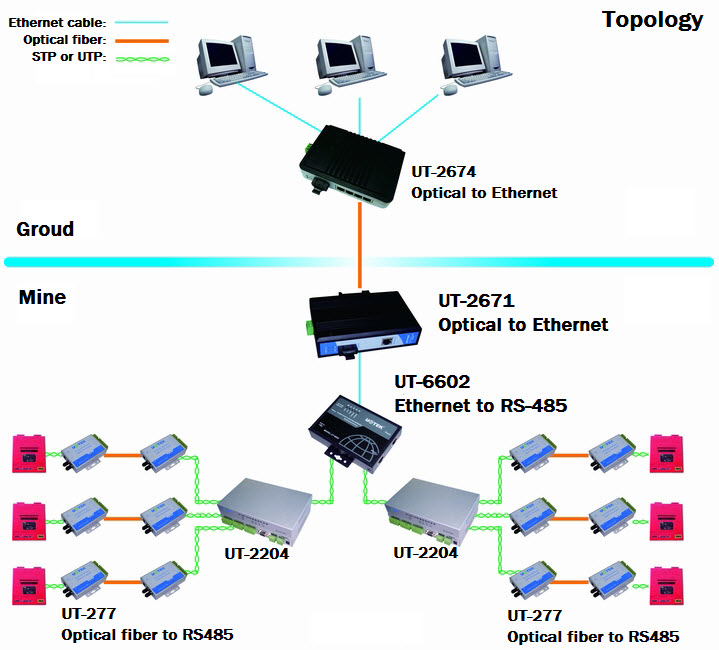 Topology
Ethernet cable:
Optical fiber:
STP or UTP:
UT-2674
Optical to Ethernet
Groud
Mine
UT-2671
Optical to Ethernet
UT-6602
Ethernet to RS-485
UOTEK
UT-2204
UT-2204
UT-277
Optical fiber to RS485
UT-277
Optical fiber to RS485